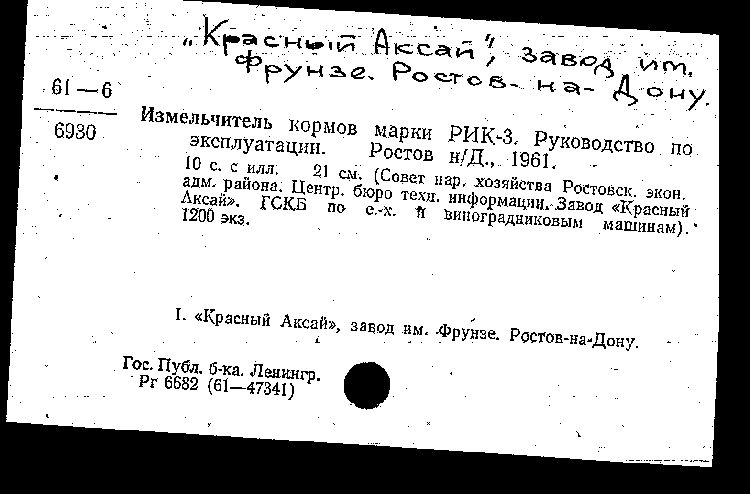 „Красный Аксай", завод им.
Фрунзе. Ростов-на-Дону.
61—6
6930
Измельчитель кормов марки РИК-3. Руководство по
эксплуатации. Ростов н/Д., 1961.
10 с. с илл. 21 см. (Совет нар. хозяйства Ростовск. экон.
адм. района. Центр. бюро техн. информации. Завод «Красный
Аксай». ГСКБ по с.-х. и виноградниковым машинам).
1200 экз.
I. «Красный Аксай», завод им. Фрунзе. Ростов-на-Дону.
Гос. Публ. б-ка. Ленингр.
Рг 6682 (61—47341)